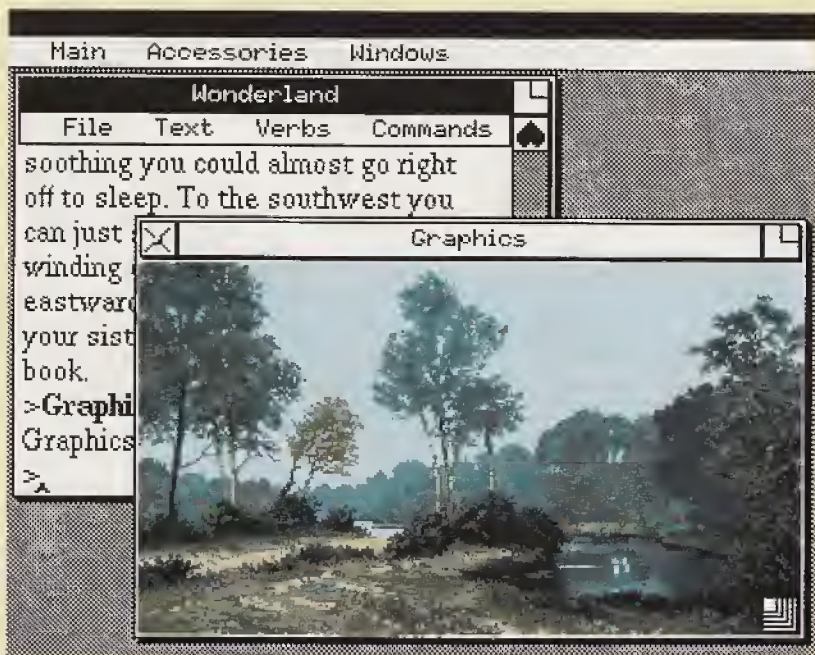 Main Accessories Windows
Wonderland
File Text Verbs Commands
soothing you could almost go right
off to sleep. To the southwest you
can just
winding
eastward
your sist
book.
>Graphi
Graphics
>
Graphics